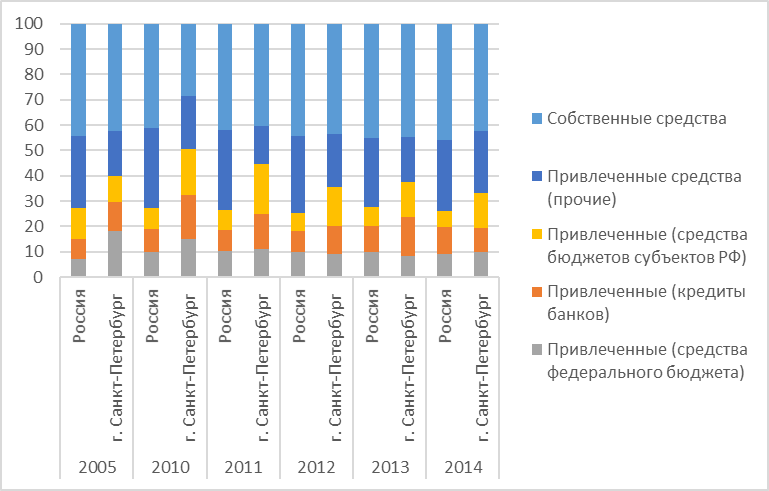 100
90
80
70
60
50
40
30
20
10
0
Россия
г. Санкт-Петербург
Россия
г. Санкт-Петербург
Россия
г. Санкт-Петербург
Россия
г. Санкт-Петербург
Россия
г. Санкт-Петербург
Россия
г. Санкт-Петербург
2005
2010
2011
2012
2013
2014
Собственные средства
Привлеченные средства
(прочие)
Привлеченные (средства
бюджетов субъектов РФ)
Привлеченные (кредиты
банков)
Привлеченные (средства
федерального бюджета)